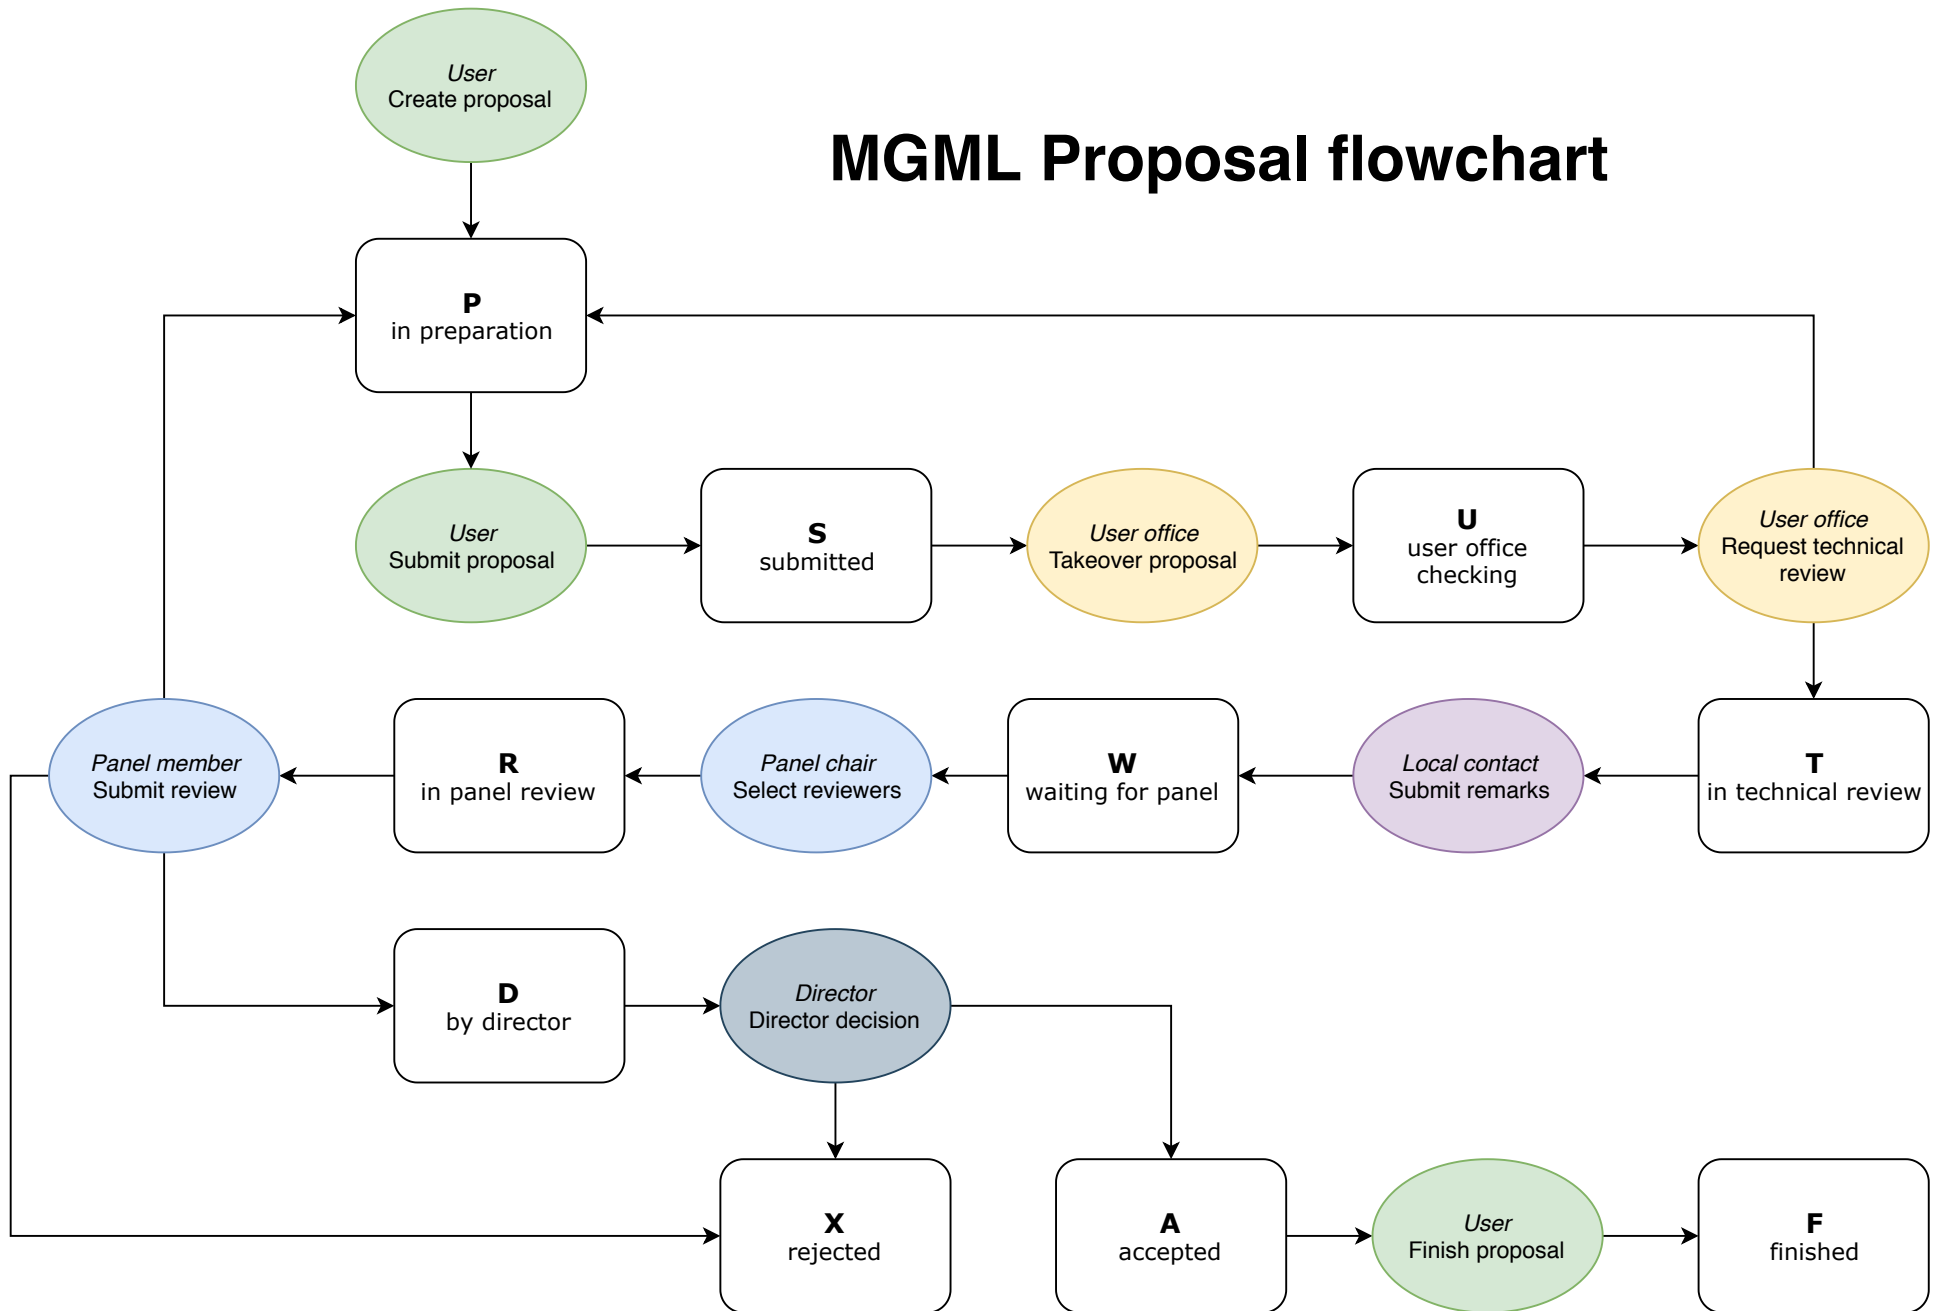 User
Create proposal
MGML Proposal flowchart
P
in preparation
User
Submit proposal
S
submitted
User office
Takeover proposal
U
user office
checking
User office
Request technical
review
Panel member
Submit review
R
in panel review
Panel chair
Select reviewers
W
waiting for panel
Local contact
Submit remarks
T
in technical review
D
by director
Director
Director decision
X
rejected
A
accepted
User
Finish proposal
F
finished